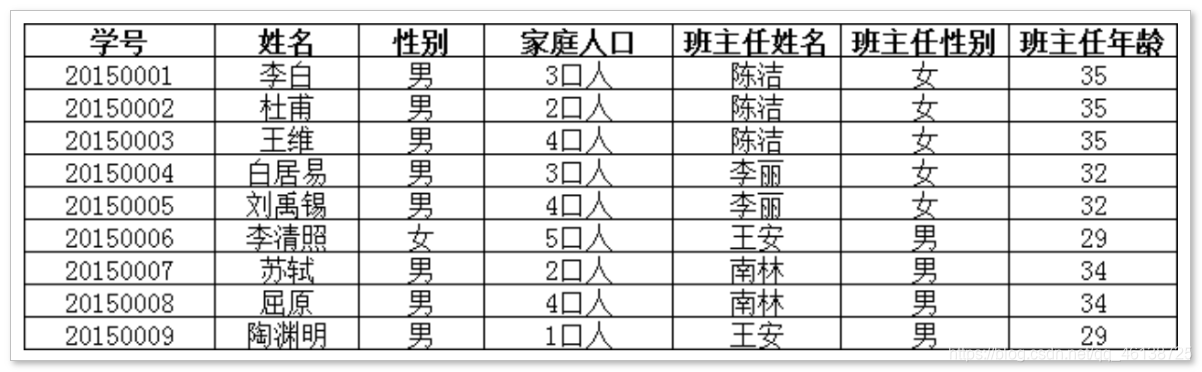 学号 姓名 性别 家庭人口 班主任姓名 班主任性别 班主任年龄
20150001 李白 男 3口人 陈洁 女 35
20150002 杜甫 男 2口人 陈洁 女 35
20150003 王维 男 4口人 陈洁 女 35
20150004 白居易 男 3口人 李丽 女 32
20150005 刘禹锡 男 4口人 李丽 女 32
20150006 李清照 女 5口人 王安 男 29
20150007 苏轼 男 2口人 南林 男 34
20150008 屈原 男 4口人 南林 男 34
20150009 陶渊明 男 1口人 王安 男 29
https://blog.csdn.net/qq_46138725